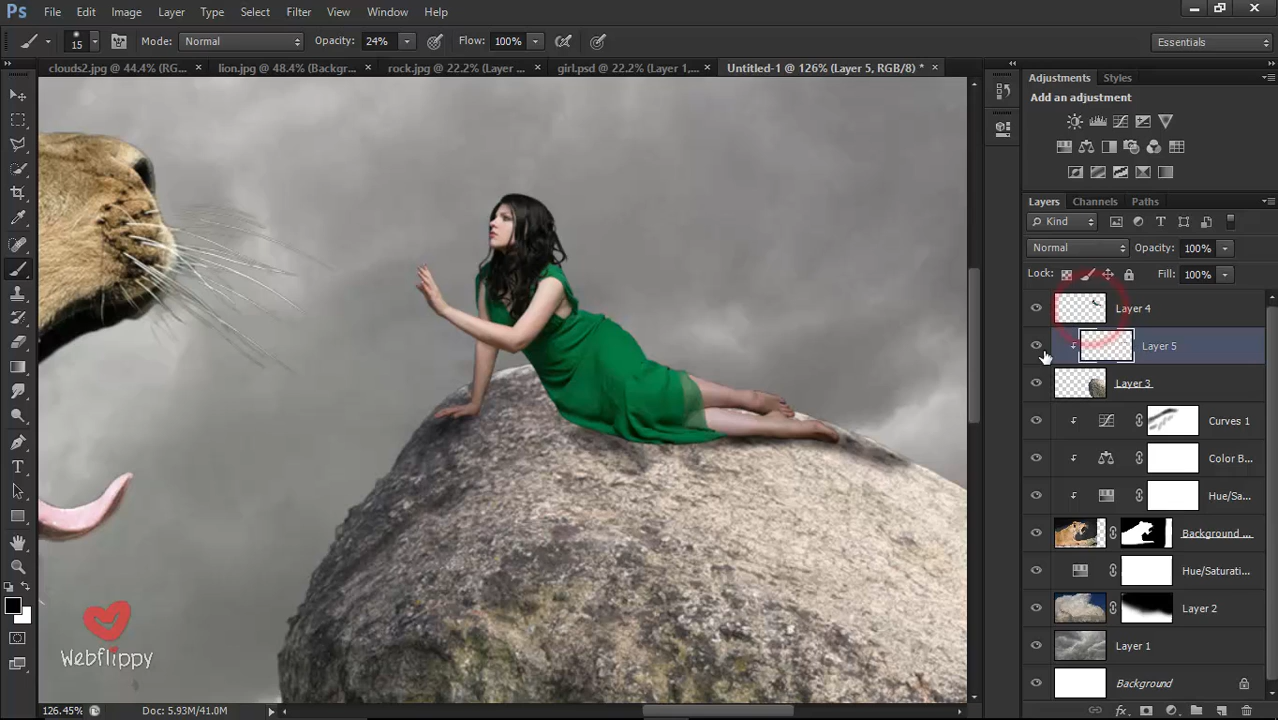 Ps File Edit Image Layer Type Select Filter View Window Help
15 Mode: Normal Opacity: 24% Flow: 100% Essentials
clouds2.jpg @ 44.4% (RG... × lion.jpg @ 48.4% (Backgr... × rock.jpg @ 22.2% (Layer ... × girl.psd @ 22.2% (Layer 1,... × Untitled-1 @ 126% (Layer 5, RGB/8) * ×
Adjustments Styles
Add an adjustment
Layers Channels Paths
Kind
Normal Opacity: 100%
Lock: Fill: 100%
Layer 4
Layer 5
Layer 3
Curves 1
Color B...
Hue/Sa...
Background ...
Hue/Saturati...
Layer 2
Layer 1
Background
Webflippy
126.45% Doc: 5.93M/41.0M